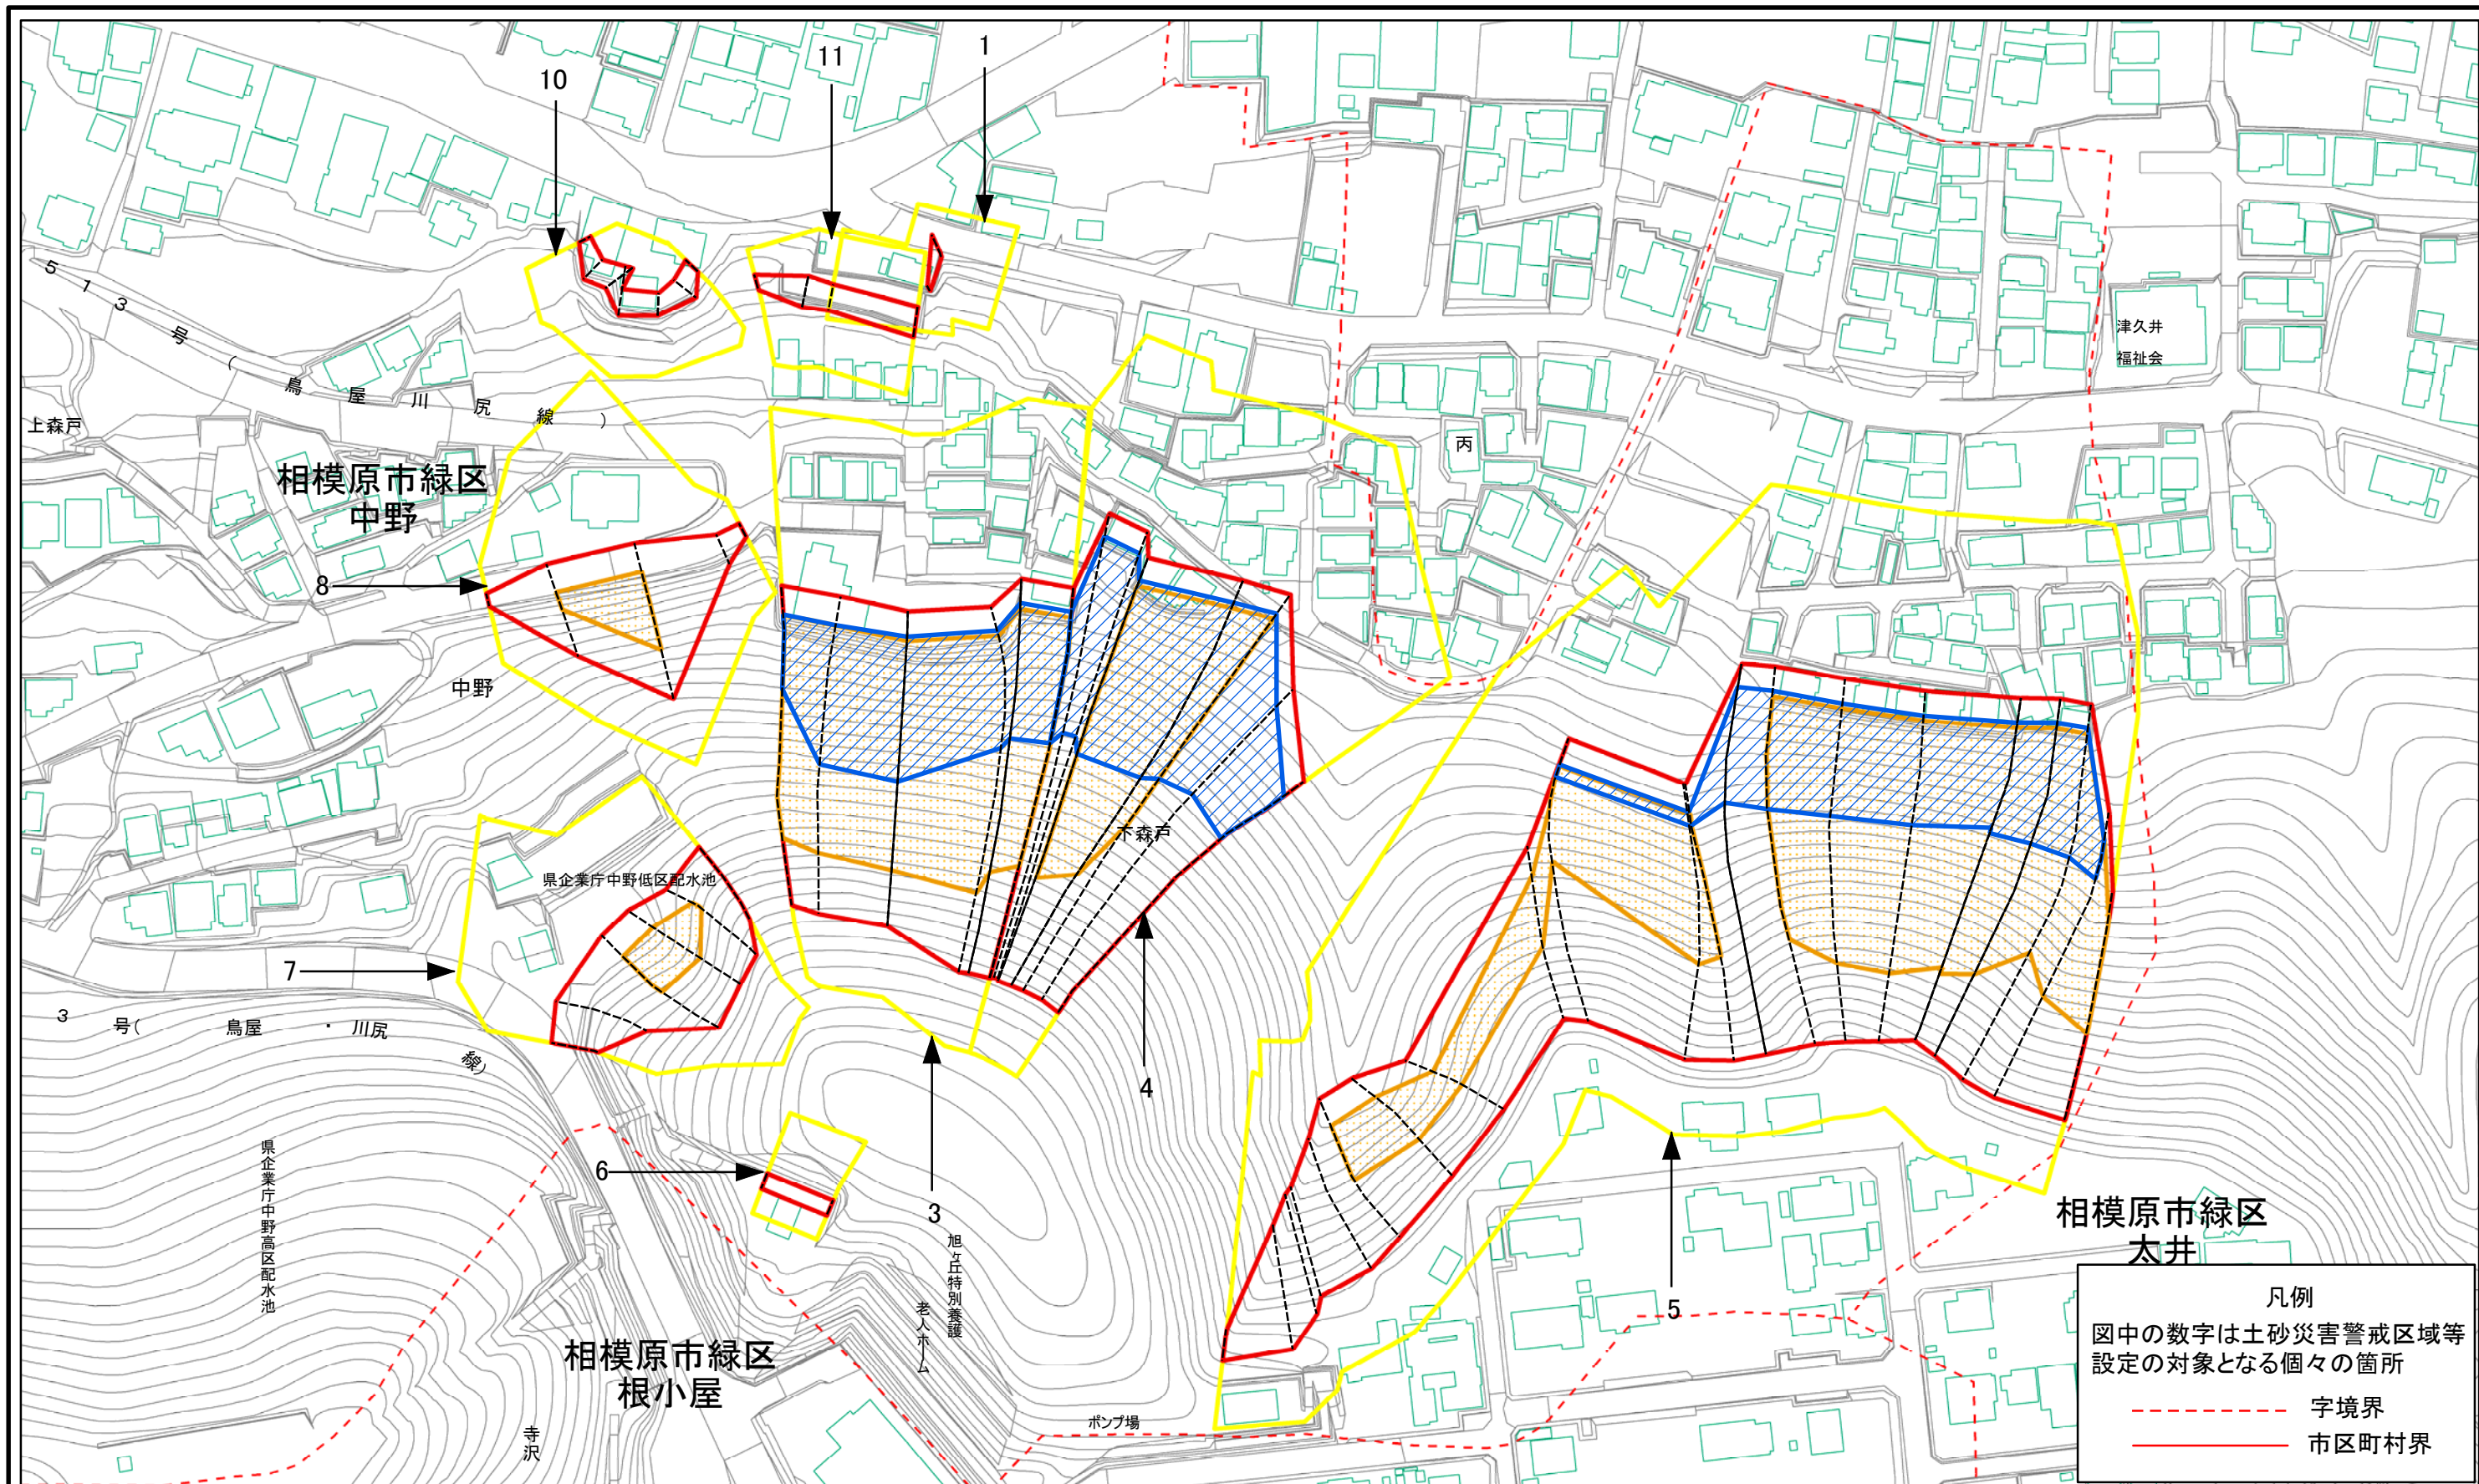 10
11
1
513号(鳥屋川尻線)
津久井
福祉会
上森戸
丙
相模原市緑区
中野
8
中野
下森戸
県企業庁中野低区配水池
7
3号(鳥屋・川尻線)
4
県企業庁中野高区配水池
6
3
旭ヶ丘特別養護
老人ホーム
5
相模原市緑区
太井
相模原市緑区
根小屋
寺沢
ポンプ場
凡例
図中の数字は土砂災害警戒区域等
設定の対象となる個々の箇所
字境界
市区町村界